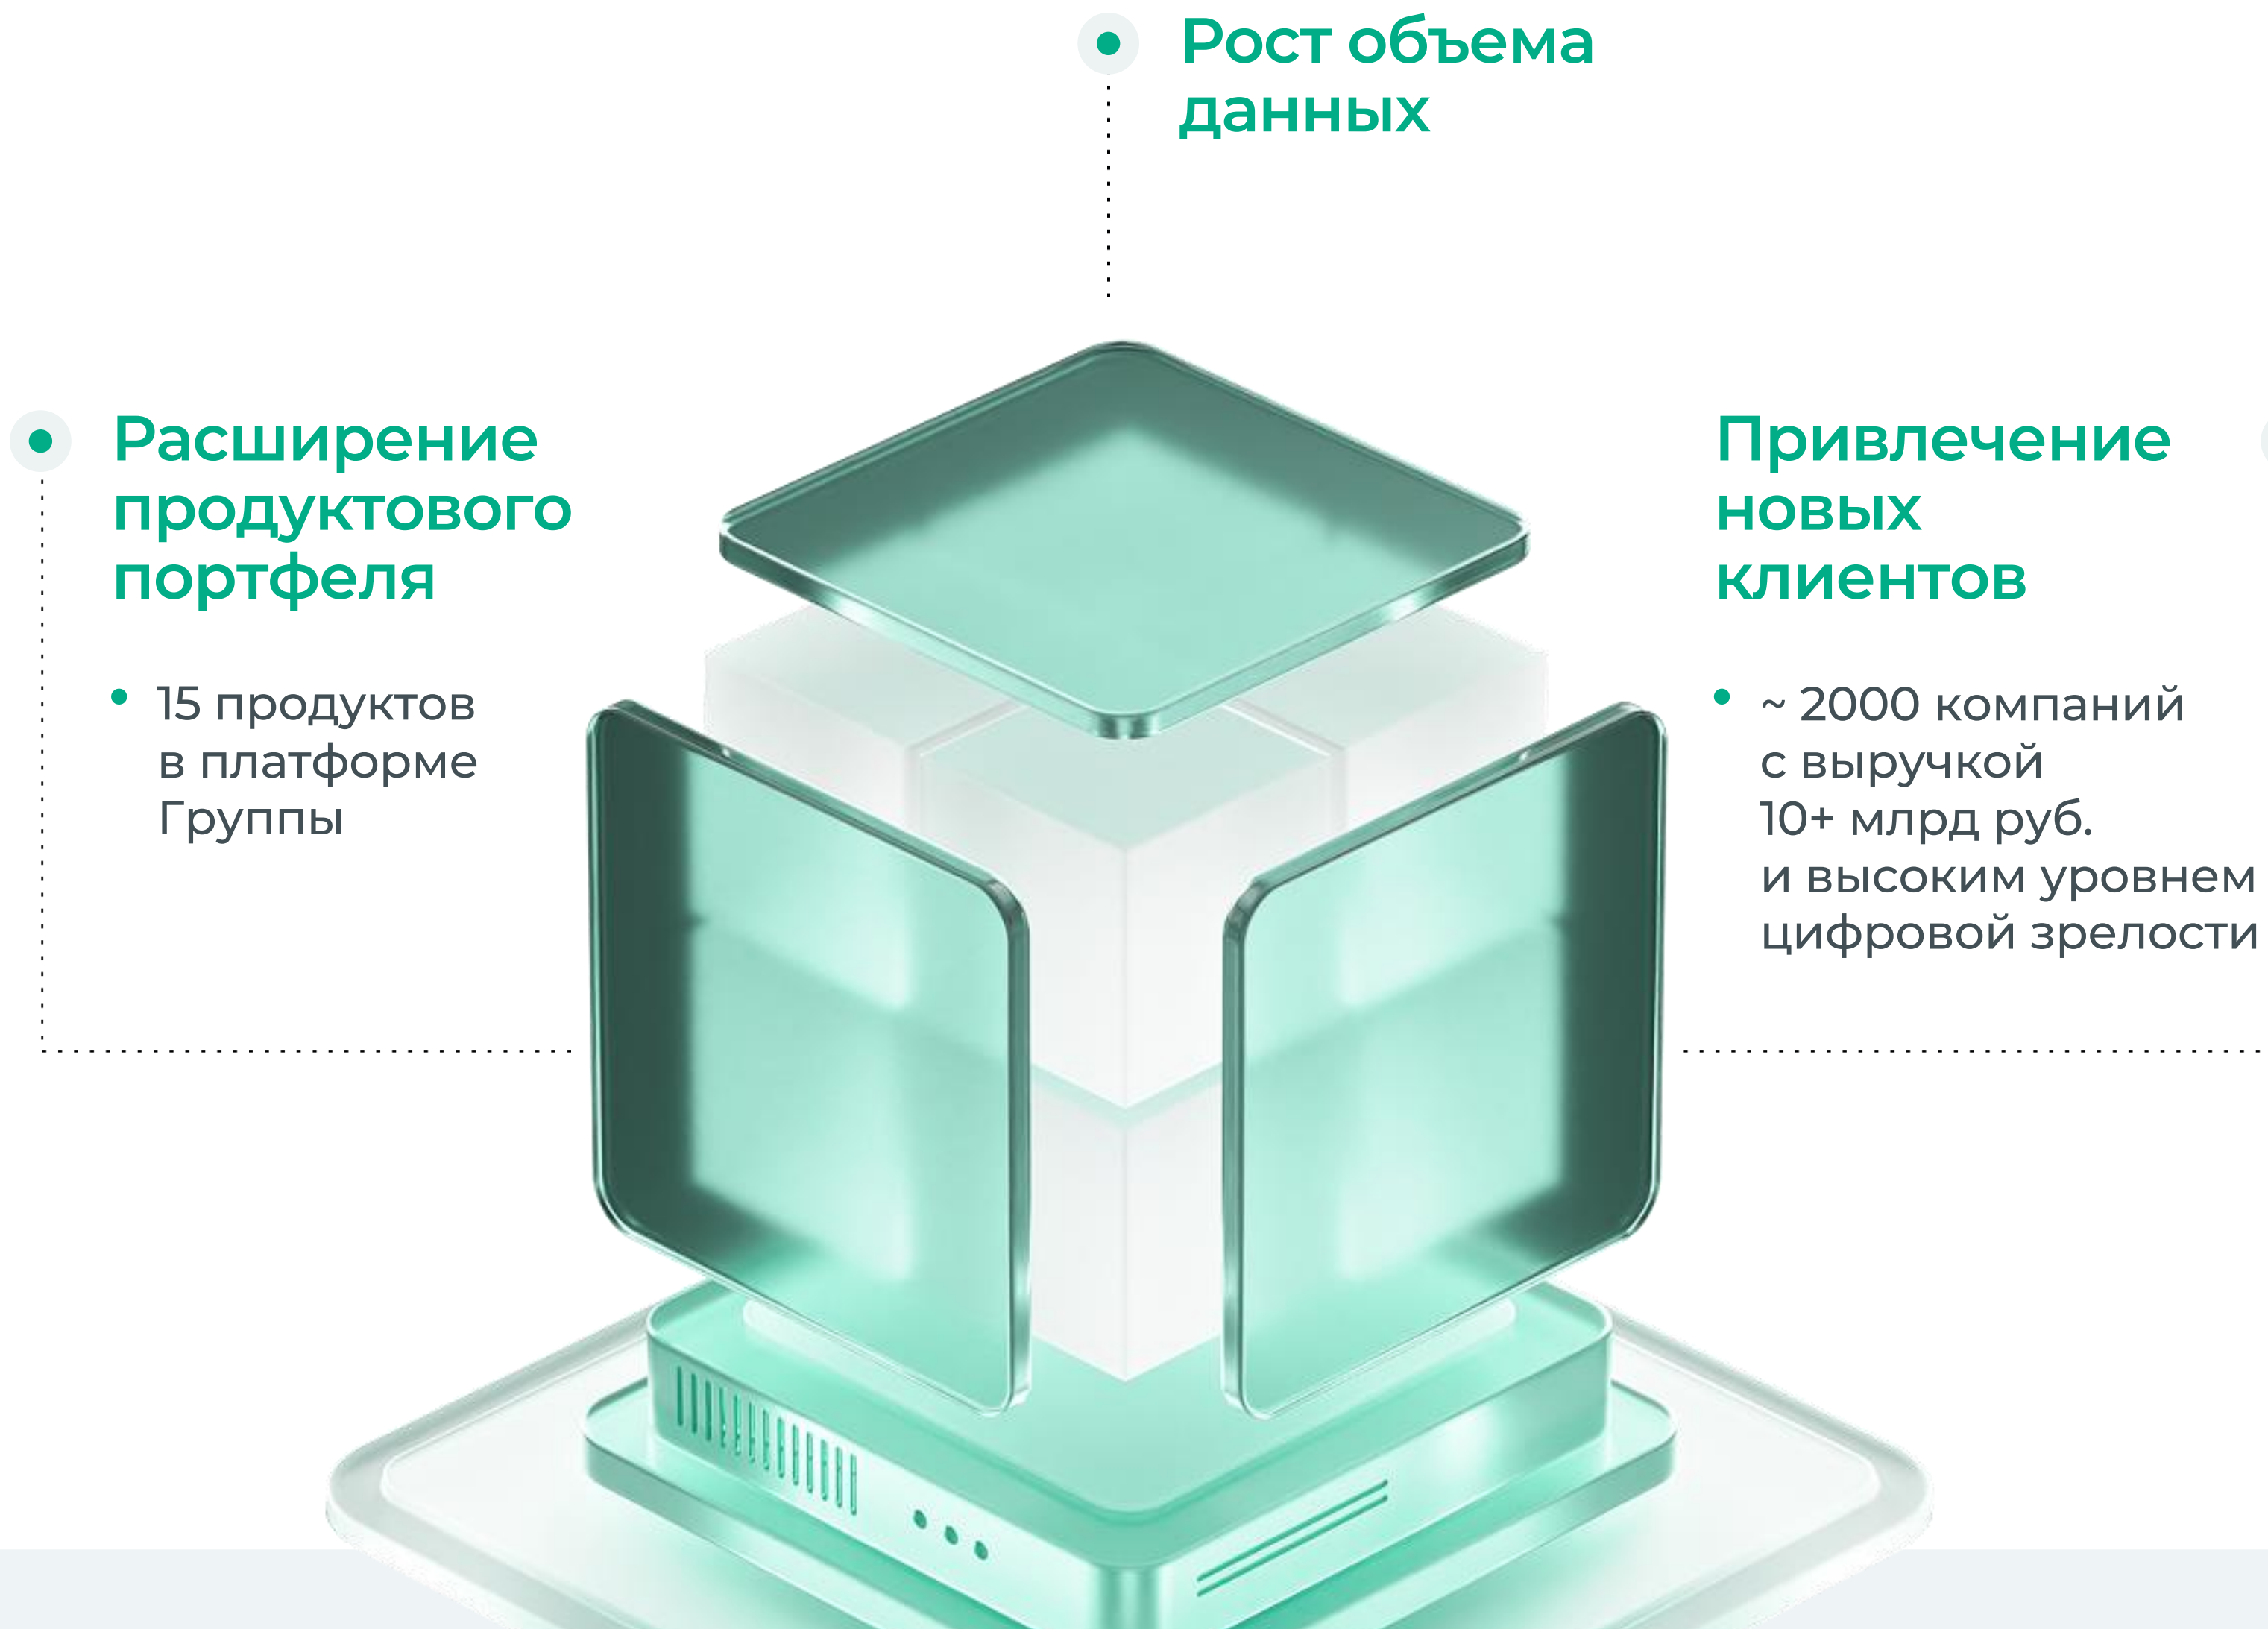 Рост объема
данных
Расширение
продуктового
портфеля
15 продуктов
в платформе
Группы
Привлечение
новых
клиентов
~ 2000 компаний
с выручкой
10+ млрд руб.
и высоким уровнем
цифровой зрелости